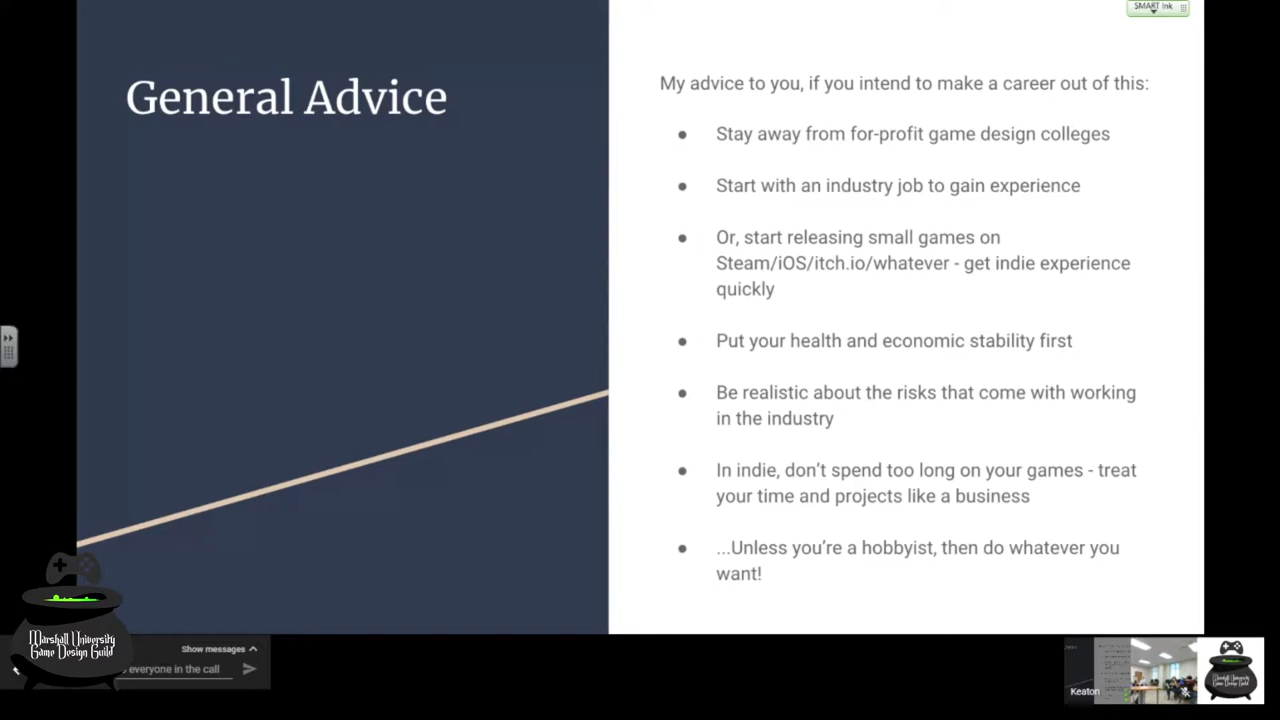 SMART Ink
General Advice
My advice to you, if you intend to make a career out of this:
● Stay away from for-profit game design colleges
● Start with an industry job to gain experience
● Or, start releasing small games on
Steam/iOS/itch.io/whatever - get indie experience
quickly
● Put your health and economic stability first
● Be realistic about the risks that come with working
in the industry
● In indie, don't spend too long on your games - treat
your time and projects like a business
● ...Unless you're a hobbyist, then do whatever you
want!
Marshall University
Game Design Guild
Show messages
everyone in the call
Keaton
Marshall University
Game Design Guild